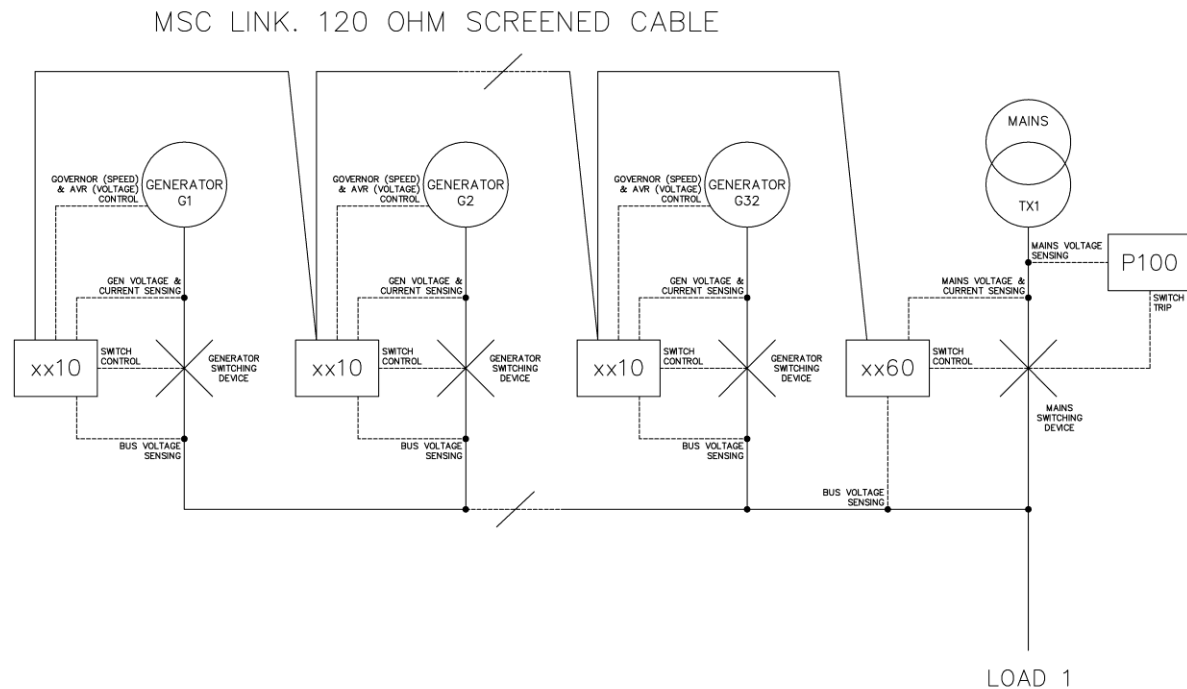 MSC LINK. 120 OHM SCREENED CABLE
GOVERNOR (SPEED)
& AVR (VOLTAGE)
CONTROL
GENERATOR
G1
GEN VOLTAGE &
CURRENT SENSING
xx10
SWITCH
CONTROL
GENERATOR
SWITCHING
DEVICE
BUS VOLTAGE
SENSING
GOVERNOR (SPEED)
& AVR (VOLTAGE)
CONTROL
GENERATOR
G2
GEN VOLTAGE &
CURRENT SENSING
xx10
SWITCH
CONTROL
GENERATOR
SWITCHING
DEVICE
BUS VOLTAGE
SENSING
GOVERNOR (SPEED)
& AVR (VOLTAGE)
CONTROL
GENERATOR
G32
GEN VOLTAGE &
CURRENT SENSING
xx10
SWITCH
CONTROL
GENERATOR
SWITCHING
DEVICE
BUS VOLTAGE
SENSING
MAINS
TX1
MAINS VOLTAGE
SENSING
P100
SWITCH
TRIP
MAINS VOLTAGE &
CURRENT SENSING
xx60
SWITCH
CONTROL
MAINS
SWITCHING
DEVICE
BUS VOLTAGE
SENSING
LOAD 1